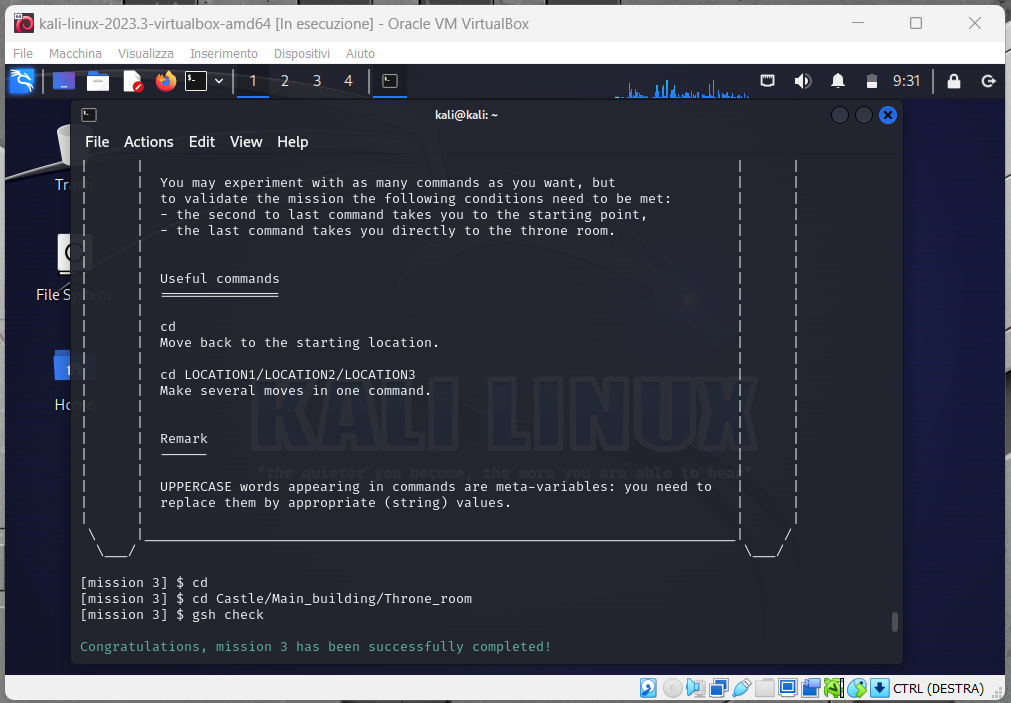 kali-linux-2023.3-virtualbox-amd64 [In esecuzione] - Oracle VM VirtualBox
File Macchina Visualizza Inserimento Dispositivi Aiuto
1 2 3 4 9:31
kali@kali: ~
File Actions Edit View Help
You may experiment with as many commands as you want, but
to validate the mission the following conditions need to be met:
- the second to last command takes you to the starting point,
- the last command takes you directly to the throne room.
Useful commands
===============
cd
Move back to the starting location.
cd LOCATION1/LOCATION2/LOCATION3
Make several moves in one command.
Remark
------
UPPERCASE words appearing in commands are meta-variables: you need to
replace them by appropriate (string) values.
[mission 3] $ cd
[mission 3] $ cd Castle/Main_building/Throne_room
[mission 3] $ gsh check
Congratulations, mission 3 has been successfully completed!
Trash
File System
Home
KALI LINUX
"the quieter you become, the more you are able to hear"
CTRL (DESTRA)